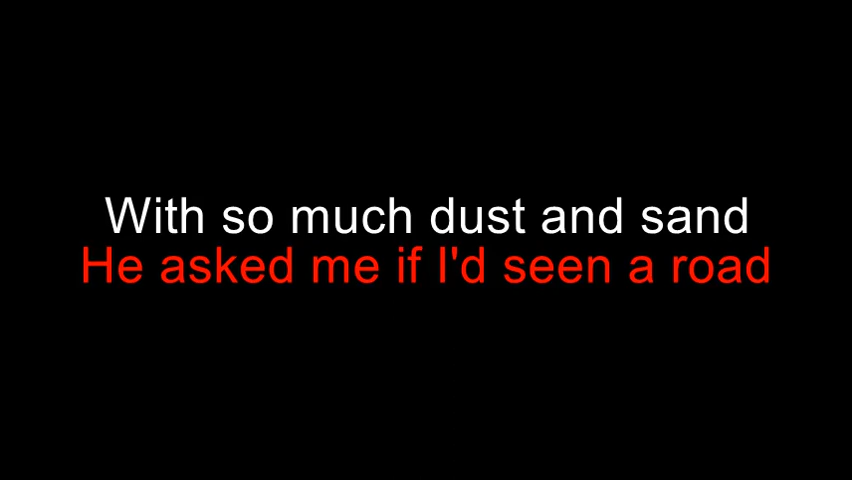 With so much dust and sand
He asked me if I'd seen a road